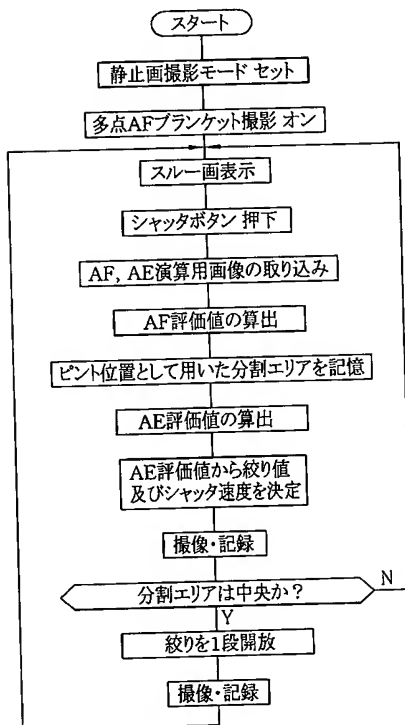 スタート
静止画撮影モード セット
多点AFブランケット撮影 オン
スルー画表示
シャッタボタン 押下
AF, AE演算用画像の取り込み
AF評価値の算出
ピント位置として用いた分割エリアを記憶
AE評価値の算出
AE評価値から絞り値
及びシャッタ速度を決定
撮像・記録
分割エリアは中央か？
N
Y
絞りを1段開放
撮像・記録